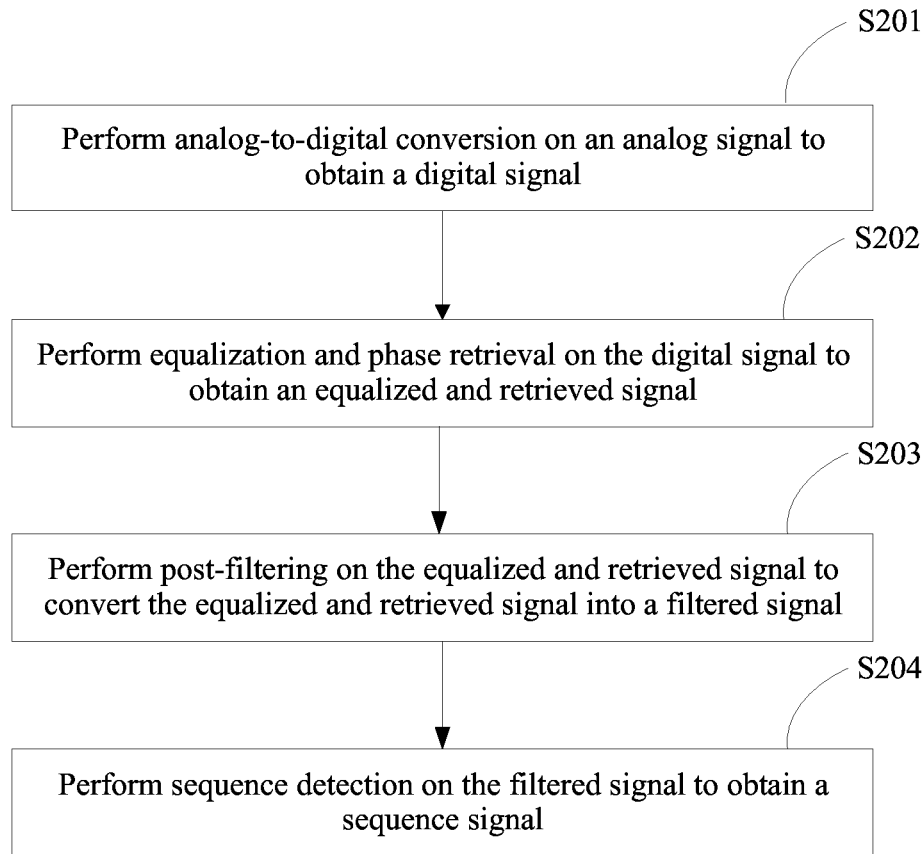 S201
Perform analog-to-digital conversion on an analog signal to
obtain a digital signal
S202
Perform equalization and phase retrieval on the digital signal to
obtain an equalized and retrieved signal
S203
Perform post-filtering on the equalized and retrieved signal to
convert the equalized and retrieved signal into a filtered signal
S204
Perform sequence detection on the filtered signal to obtain a
sequence signal